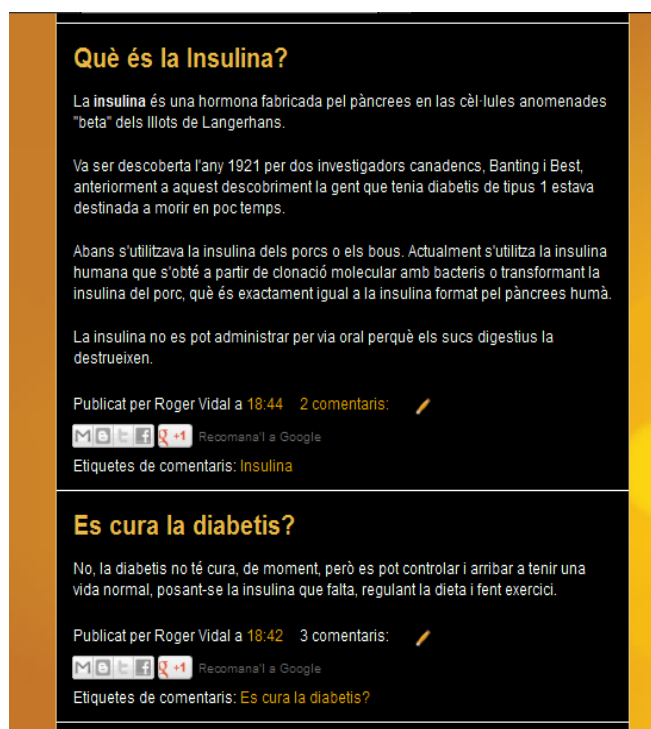 Què és la Insulina?
La insulina és una hormona fabricada pel pàncrees en las cèl·lules anomenades
"beta" dels Illots de Langerhans.
Va ser descoberta l'any 1921 per dos investigadors canadencs, Banting i Best,
anteriorment a aquest descobriment la gent que tenia diabetis de tipus 1 estava
destinada a morir en poc temps.
Abans s'utilitzava la insulina dels porcs o els bous. Actualment s'utilitza la insulina
humana que s'obté a partir de clonació molecular amb bacteris o transformant la
insulina del porc, què és exactament igual a la insulina format pel pàncrees humà.
La insulina no es pot administrar per via oral perquè els sucs digestius la
destrueixen.
Publicat per Roger Vidal a 18:44 2 comentaris:
M B t f g +1 Recomana'l a Google
Etiquetes de comentaris: Insulina
Es cura la diabetis?
No, la diabetis no té cura, de moment, però es pot controlar i arribar a tenir una
vida normal, posant-se la insulina que falta, regulant la dieta i fent exercici.
Publicat per Roger Vidal a 18:42 3 comentaris:
M B t f g +1 Recomana'l a Google
Etiquetes de comentaris: Es cura la diabetis?